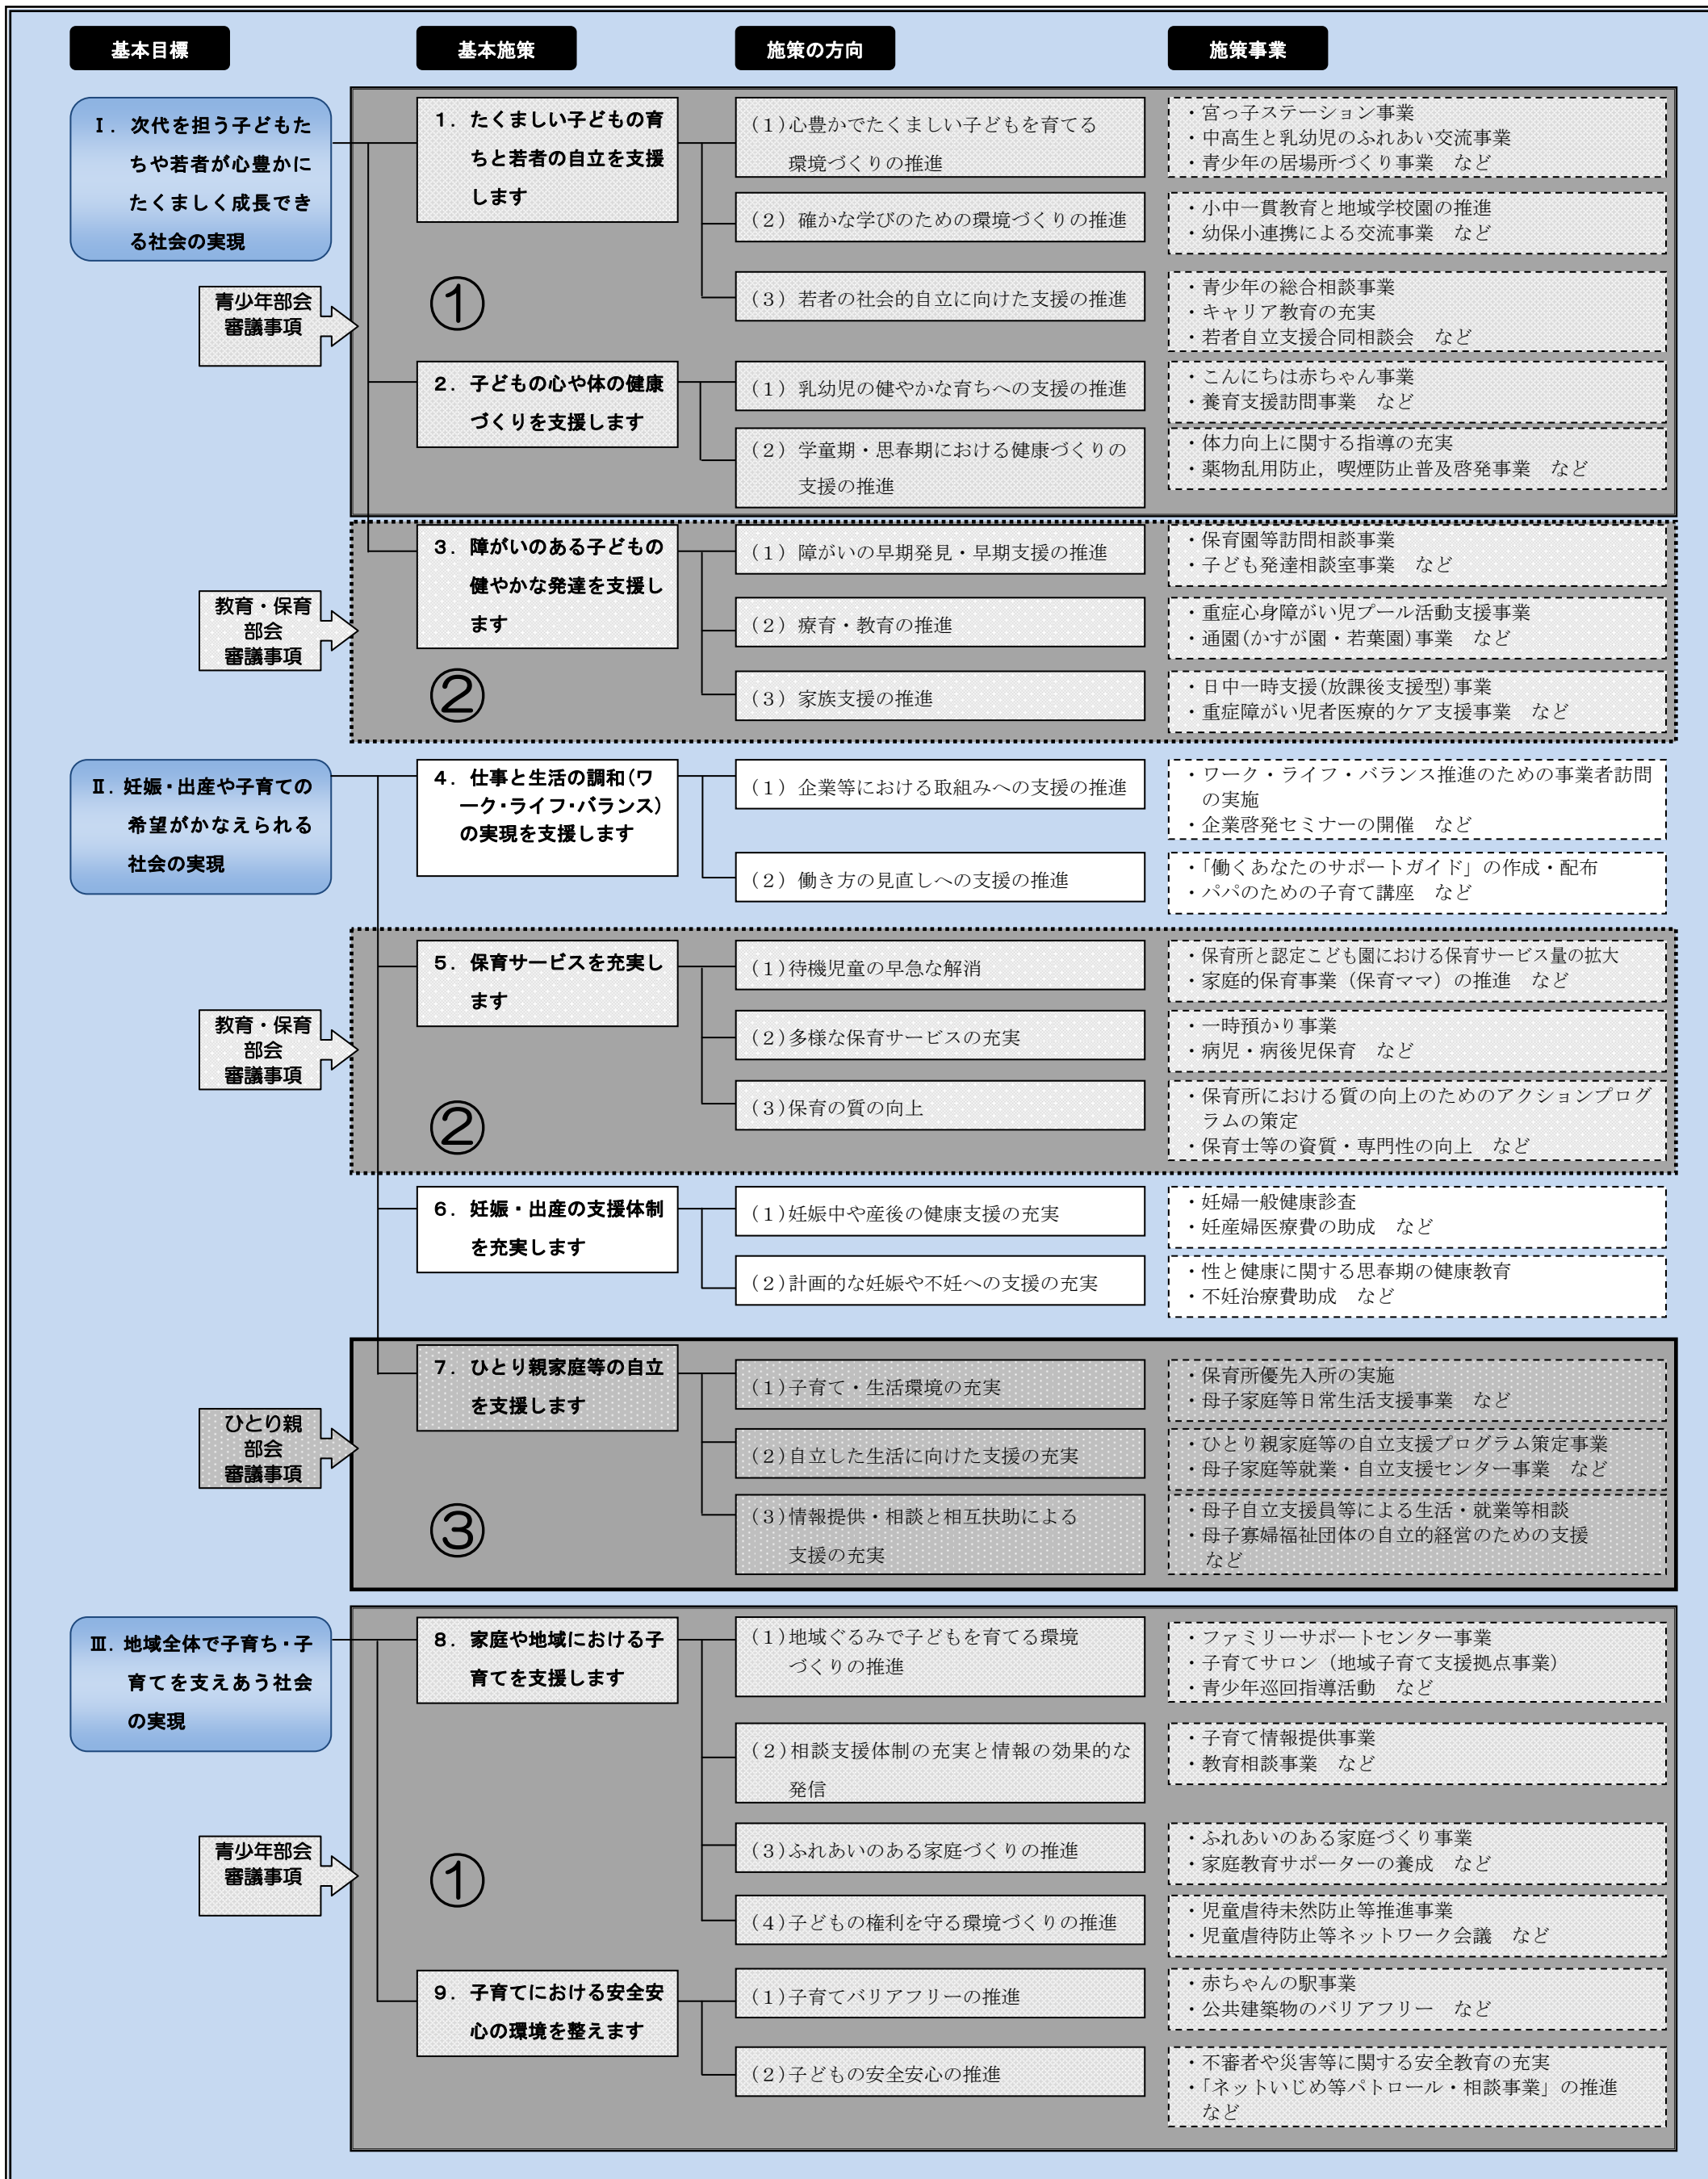 基本目標
基本施策
施策の方向
施策事業
Ⅰ．次代を担う子どもた
ちや若者が心豊かに
たくましく成長でき
る社会の実現
青少年部会
審議事項
①
１．たくましい子どもの育
ちと若者の自立を支援
します
（１）心豊かでたくましい子どもを育てる
環境づくりの推進
・宮っ子ステーション事業
・中高生と乳幼児のふれあい交流事業
・青少年の居場所づくり事業　など
（２）確かな学びのための環境づくりの推進
・小中一貫教育と地域学校園の推進
・幼保小連携による交流事業　など
（３）若者の社会的自立に向けた支援の推進
・青少年の総合相談事業
・キャリア教育の充実
・若者自立支援合同相談会　など
２．子どもの心や体の健康
づくりを支援します
（１）乳幼児の健やかな育ちへの支援の推進
・こんにちは赤ちゃん事業
・養育支援訪問事業　など
（２）学童期・思春期における健康づくりの
支援の推進
・体力向上に関する指導の充実
・薬物乱用防止，喫煙防止普及啓発事業　など
教育・保育
部会
審議事項
②
３．障がいのある子どもの
健やかな発達を支援し
ます
（１）障がいの早期発見・早期支援の推進
・保育園等訪問相談事業
・子ども発達相談室事業　など
（２）療育・教育の推進
・重症心身障がい児プール活動支援事業
・通園(かすが園・若葉園)事業　など
（３）家族支援の推進
・日中一時支援(放課後支援型)事業
・重症障がい児者医療的ケア支援事業　など
Ⅱ．妊娠・出産や子育ての
希望がかなえられる
社会の実現
４．仕事と生活の調和(ワ
ーク・ライフ・バランス)
の実現を支援します
（１）企業等における取組みへの支援の推進
・ワーク・ライフ・バランス推進のための事業者訪問
の実施
・企業啓発セミナーの開催　など
（２）働き方の見直しへの支援の推進
・「働くあなたのサポートガイド」の作成・配布
・パパのための子育て講座　など
教育・保育
部会
審議事項
②
５．保育サービスを充実し
ます
（１）待機児童の早急な解消
・保育所と認定こども園における保育サービス量の拡大
・家庭的保育事業（保育ママ）の推進　など
（２）多様な保育サービスの充実
・一時預かり事業
・病児・病後児保育　など
（３）保育の質の向上
・保育所における質の向上のためのアクションプログ
ラムの策定
・保育士等の資質・専門性の向上　など
６．妊娠・出産の支援体制
を充実します
（１）妊娠中や産後の健康支援の充実
・妊婦一般健康診査
・妊産婦医療費の助成　など
（２）計画的な妊娠や不妊への支援の充実
・性と健康に関する思春期の健康教育
・不妊治療費助成　など
ひとり親
部会
審議事項
③
７．ひとり親家庭等の自立
を支援します
（１）子育て・生活環境の充実
・保育所優先入所の実施
・母子家庭等日常生活支援事業　など
（２）自立した生活に向けた支援の充実
・ひとり親家庭等の自立支援プログラム策定事業
・母子家庭等就業・自立支援センター事業　など
（３）情報提供・相談と相互扶助による
支援の充実
・母子自立支援員等による生活・就業等相談
・母子寡婦福祉団体の自立的経営のための支援
など
Ⅲ．地域全体で子育ち・子
育てを支えあう社会
の実現
青少年部会
審議事項
①
８．家庭や地域における子
育てを支援します
（１）地域ぐるみで子どもを育てる環境
づくりの推進
・ファミリーサポートセンター事業
・子育てサロン（地域子育て支援拠点事業）
・青少年巡回指導活動　など
（２）相談支援体制の充実と情報の効果的な
発信
・子育て情報提供事業
・教育相談事業　など
（３）ふれあいのある家庭づくりの推進
・ふれあいのある家庭づくり事業
・家庭教育サポーターの養成　など
（４）子どもの権利を守る環境づくりの推進
・児童虐待未然防止等推進事業
・児童虐待防止等ネットワーク会議　など
９．子育てにおける安全安
心の環境を整えます
（１）子育てバリアフリーの推進
・赤ちゃんの駅事業
・公共建築物のバリアフリー　など
（２）子どもの安全安心の推進
・不審者や災害等に関する安全教育の充実
・「ネットいじめ等パトロール・相談事業」の推進
など